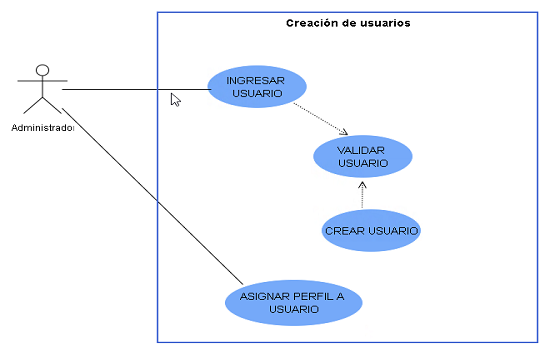 Creación de usuarios
INGRESAR
USUARIO
Administrador
VALIDAR
USUARIO
CREAR USUARIO
ASIGNAR PERFIL A
USUARIO